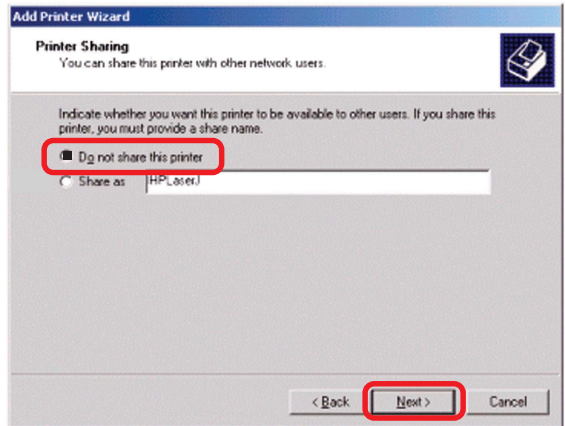 Add Printer Wizard
Printer Sharing
You can share this printer with other network users.
Indicate whether you want this printer to be available to other users. If you share this
printer, you must provide a share name.
Do not share this printer
Share as HPLaserJ
< Back Next > Cancel